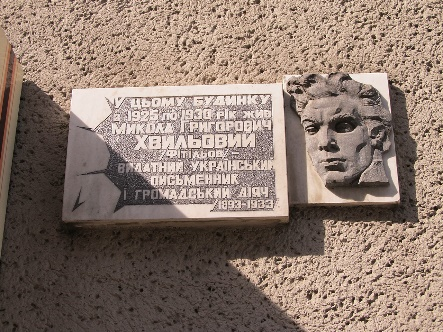 У ЦЬОМУ БУДИНКУ
з 1925 по 1930 рік жив
МИКОЛА ГРИГОРОВИЧ
ХВИЛЬОВИЙ
/Фітільов/ –
ВИДАТНИЙ УКРАЇНСЬКИЙ
ПИСЬМЕННИК
І ГРОМАДСЬКИЙ ДІЯЧ
1893-1933